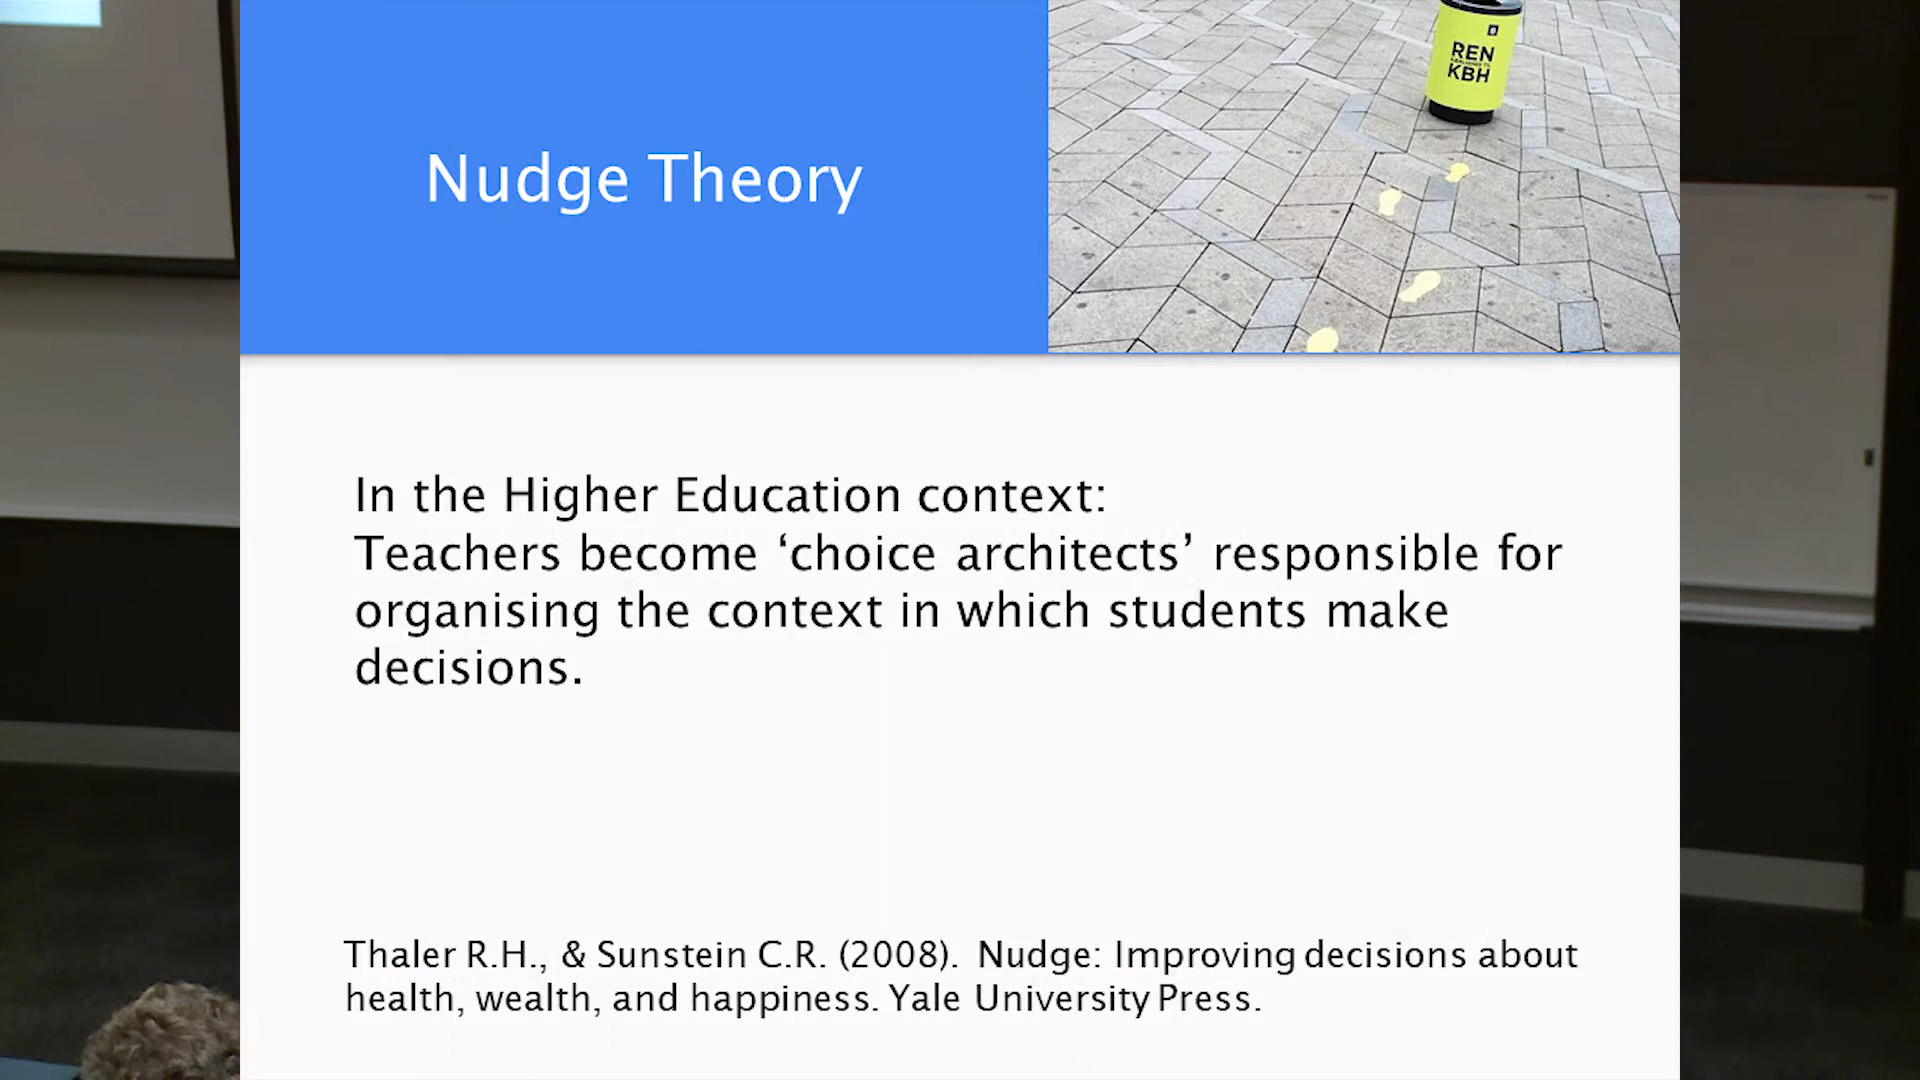 Nudge Theory
REN
KBH
In the Higher Education context:
Teachers become ‘choice architects’ responsible for
organising the context in which students make
decisions.
Thaler R.H., & Sunstein C.R. (2008). Nudge: Improving decisions about
health, wealth, and happiness. Yale University Press.